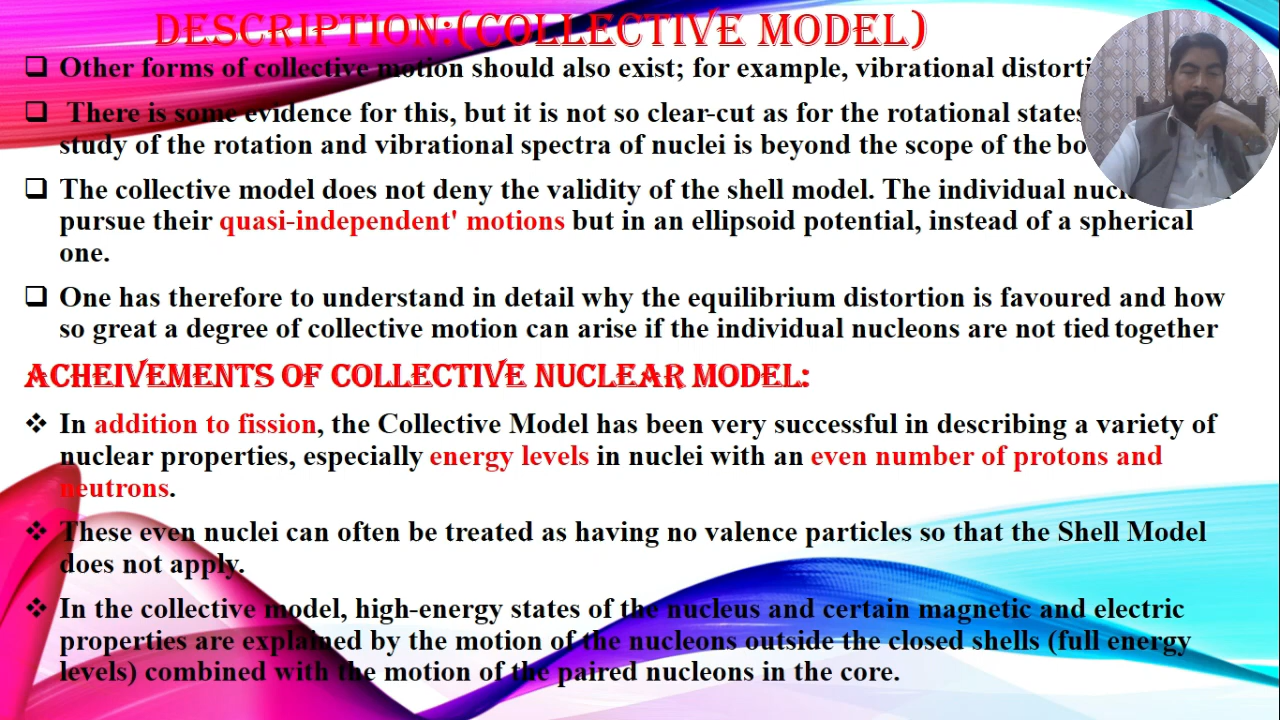 DESCRIPTION:(COLLECTIVE MODEL)
❑ Other forms of collective motion should also exist; for example, vibrational
❑ There is some evidence for this, but it is not so clear-cut as for the rotational states
study of the rotation and vibrational spectra of nuclei is beyond the scope of the
❑ The collective model does not deny the validity of the shell model. The individual
pursue their quasi-independent' motions but in an ellipsoid potential, instead of a spherical
one.
❑ One has therefore to understand in detail why the equilibrium distortion is favoured and how
so great a degree of collective motion can arise if the individual nucleons are not tied together
ACHEIVEMENTS OF COLLECTIVE NUCLEAR MODEL:
❖ In addition to fission, the Collective Model has been very successful in describing a variety of
nuclear properties, especially energy levels in nuclei with an even number of protons and
neutrons.
❖ These even nuclei can often be treated as having no valence particles so that the Shell Model
does not apply.
❖ In the collective model, high-energy states of the nucleus and certain magnetic and electric
properties are explained by the motion of the nucleons outside the closed shells (full energy
levels) combined with the motion of the paired nucleons in the core.